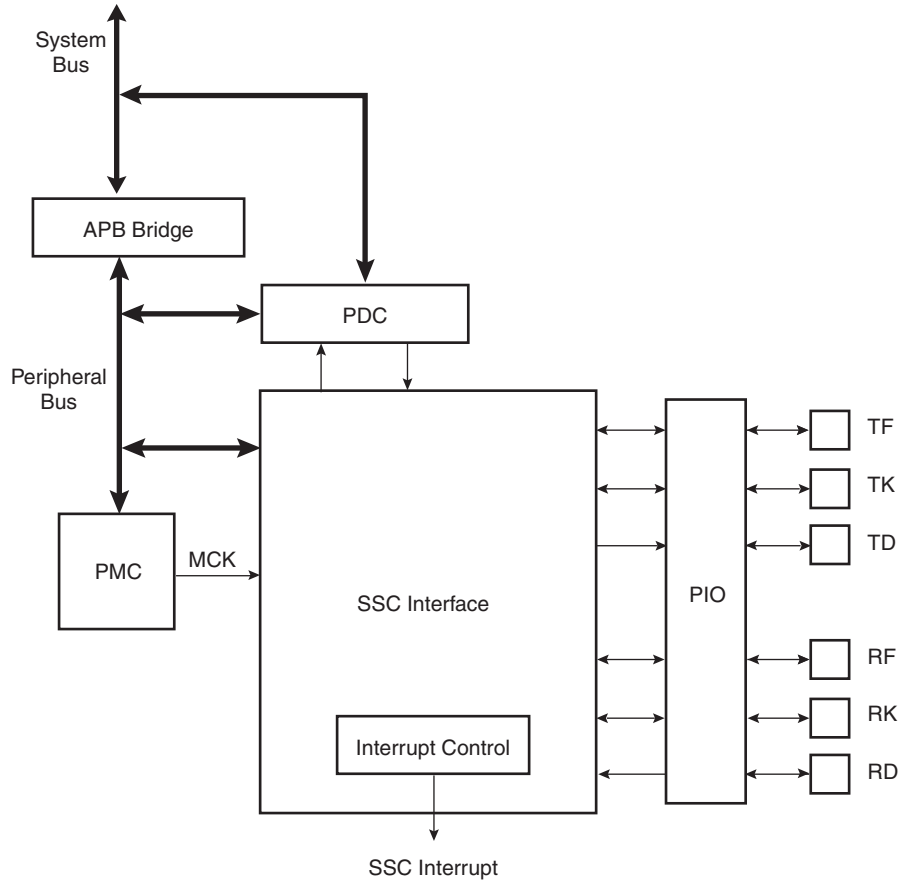 System
Bus
APB Bridge
PDC
Peripheral
Bus
TF
TK
MCK
TD
PMC
SSC Interface
PIO
RF
RK
Interrupt Control
RD
SSC Interrupt